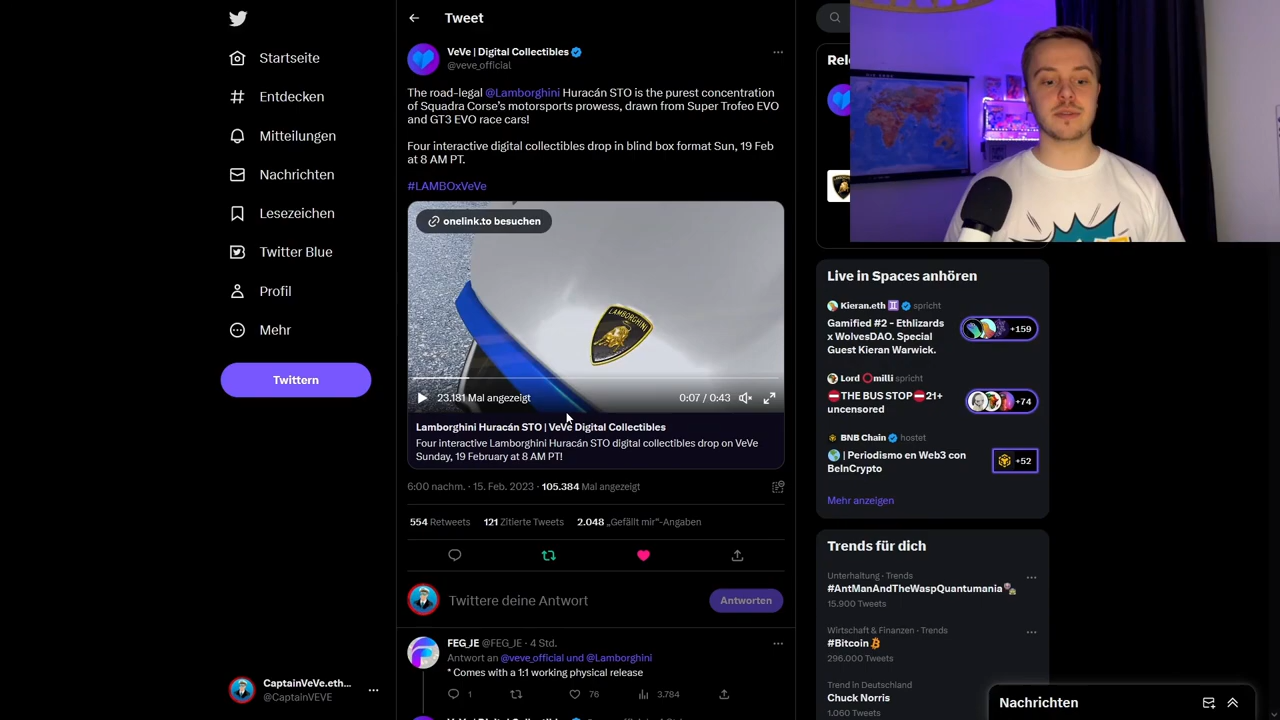 Startseite
Entdecken
Mitteilungen
Nachrichten
Lesezeichen
Twitter Blue
Profil
Mehr
Twittern
CaptainVeVe.eth...
@CaptainVEVE
Tweet
VeVe | Digital Collectibles
@veve_official
The road-legal @Lamborghini Huracán STO is the purest concentration
of Squadra Corse's motorsports prowess, drawn from Super Trofeo EVO
and GT3 EVO race cars!
Four interactive digital collectibles drop in blind box format Sun, 19 Feb
at 8 AM PT.
#LAMBOxVeVe
onelink.to besuchen
LAMBORGHINI
23.181 Mal angezeigt
0:07 / 0:43
Lamborghini Huracán STO | VeVe Digital Collectibles
Four interactive Lamborghini Huracán STO digital collectibles drop on VeVe
Sunday, 19 February at 8 AM PT!
6:00 nachm. · 15. Feb. 2023 · 105.384 Mal angezeigt
554 Retweets 121 Zitierte Tweets 2.048 „Gefällt mir“-Angaben
Twittere deine Antwort
Antworten
FEG_JE @FEG_JE · 4 Std.
Antwort an @veve_official und @Lamborghini
* Comes with a 1:1 working physical release
1 76 3.784
Rel
Live in Spaces anhören
Kieran.eth spricht
Gamified #2 - Ethlizards
x WolvesDAO. Special
Guest Kieran Warwick.
+159
Lord milli spricht
THE BUS STOP 21+
uncensored
+74
BNB Chain hostet
| Periodismo en Web3 con
BeInCrypto
+52
Mehr anzeigen
Trends für dich
Unterhaltung · Trends
#AntManAndTheWaspQuantumania
15.900 Tweets
Wirtschaft & Finanzen · Trends
#Bitcoin
296.000 Tweets
Trend in Deutschland
Chuck Norris
1.060 Tweets
Nachrichten